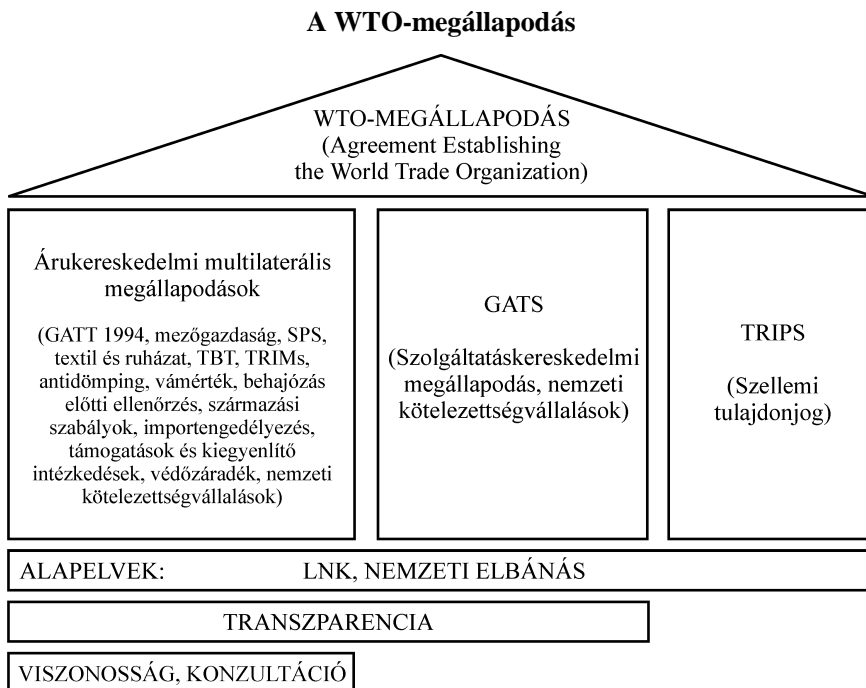 A WTO-megállapodás
WTO-MEGÁLLAPODÁS
(Agreement Establishing
the World Trade Organization)
Árukereskedelmi multilaterális
megállapodások
(GATT 1994, mezőgazdaság, SPS,
textil és ruházat, TBT, TRIMs,
antidömping, vámérték, behajózás
előtti ellenőrzés, származási
szabályok, importengedélyezés,
támogatások és kiegyenlítő
intézkedések, védőzáradék, nemzeti
kötelezettségvállalások)
GATS
(Szolgáltatáskereskedelmi
megállapodás, nemzeti
kötelezettségvállalások)
TRIPS
(Szellemi
tulajdonjog)
ALAPELVEK: LNK, NEMZETI ELBÁNÁS
TRANSZPARENCIA
VISZONOSSÁG, KONZULTÁCIÓ